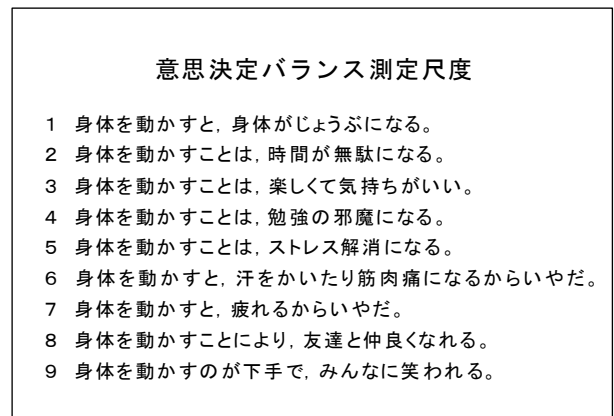 意思決定バランス測定尺度
1 身体を動かすと, 身体がじょうぶになる。
2 身体を動かすことは, 時間が無駄になる。
3 身体を動かすことは, 楽しくて気持ちがいい。
4 身体を動かすことは, 勉強の邪魔になる。
5 身体を動かすことは, ストレス解消になる。
6 身体を動かすと, 汗をかいたり筋肉痛になるからいやだ。
7 身体を動かすと, 疲れるからいやだ。
8 身体を動かすことにより, 友達と仲良くなれる。
9 身体を動かすのが下手で, みんなに笑われる。